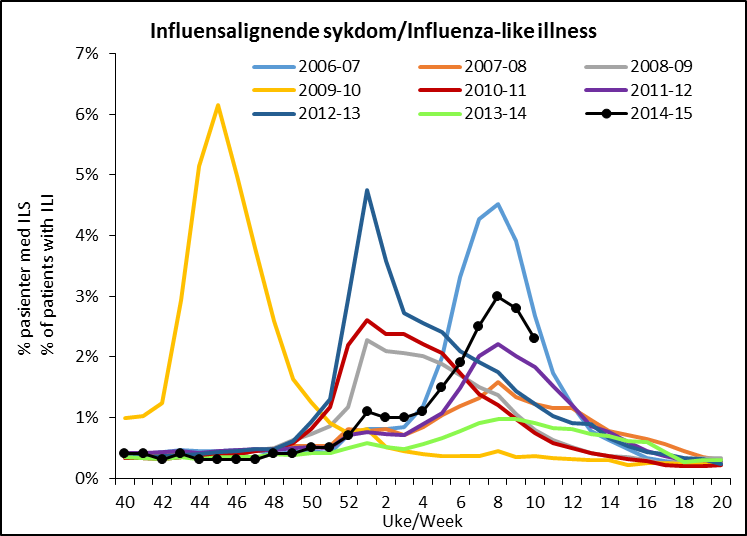 Influensalignende sykdom/Influenza-like illness
7%
6%
5%
4%
3%
2%
1%
0%
% pasienter med ILS
% of patients with ILI
2006-07 2007-08 2008-09
2009-10 2010-11 2011-12
2012-13 2013-14 2014-15
40 42 44 46 48 50 52 2 4 6 8 10 12 14 16 18 20
Uke/Week